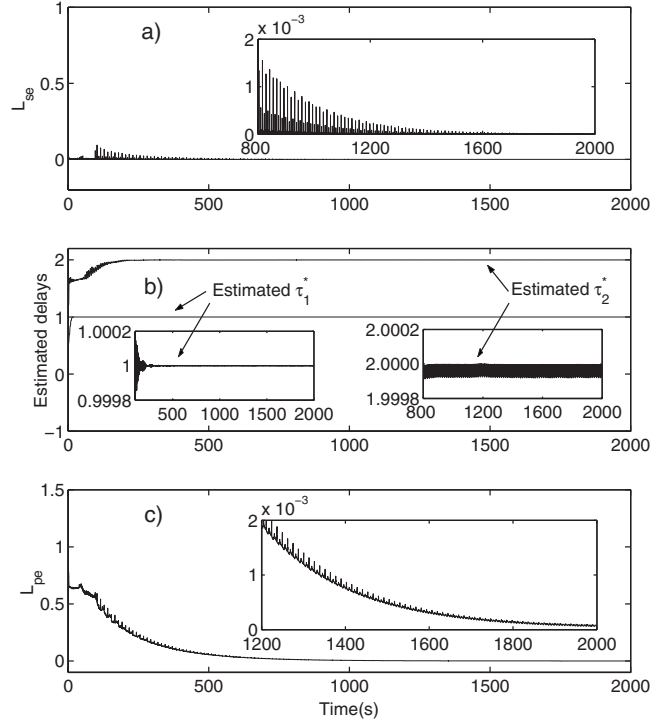 a)
x 10⁻³
2
1
0
800 1200 1600 2000
1
0.5
0
L_se
0 500 1000 1500 2000
b)
Estimated τ₁*
Estimated τ₂*
2
1
0
−1
Estimated delays
1.0002
1
0.9998
500 1000 1500 2000
2.0002
2.0000
1.9998
800 1200 1600 2000
0 500 1000 1500 2000
c)
x 10⁻³
2
1
0
1200 1400 1600 1800 2000
1.5
1
0.5
0
L_pe
0 500 1000 1500 2000
Time(s)